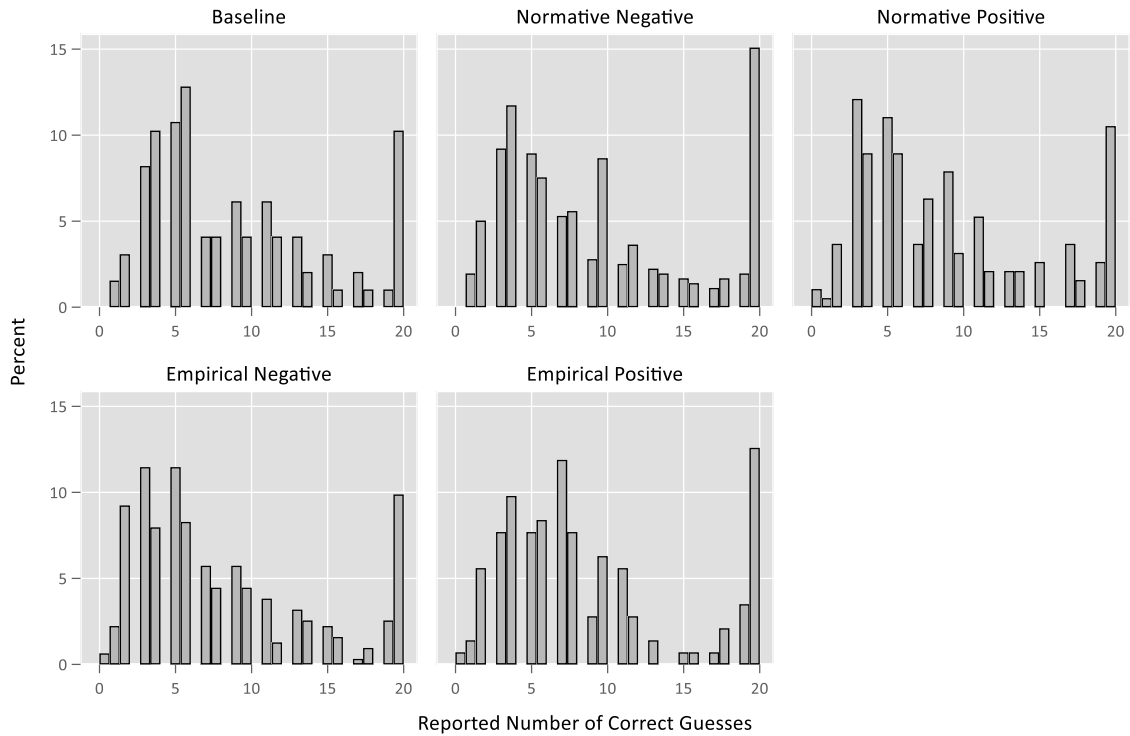 Baseline
Normative Negative
Normative Positive
15
10
5
0
0 5 10 15 20
0 5 10 15 20
0 5 10 15 20
Percent
Empirical Negative
Empirical Positive
15
10
5
0
0 5 10 15 20
0 5 10 15 20
Reported Number of Correct Guesses